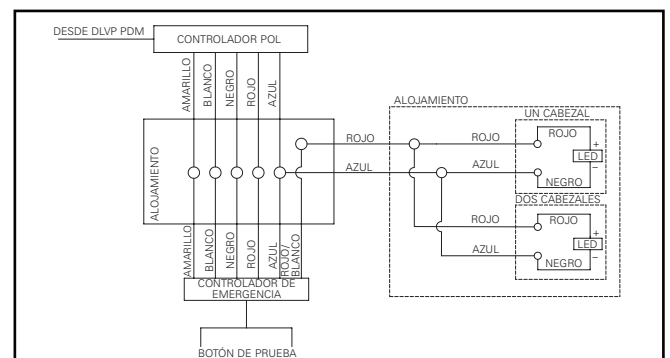 DESDE DLVP PDM
CONTROLADOR POL
AMARILLO
BLANCO
NEGRO
ROJO
AZUL
ALOJAMIENTO
AMARILLO
BLANCO
NEGRO
ROJO
AZUL
ROJO/
BLANCO
CONTROLADOR DE
EMERGENCIA
BOTÓN DE PRUEBA
ROJO
AZUL
ALOJAMIENTO
UN CABEZAL
ROJO
ROJO
+
LED
–
AZUL
NEGRO
DOS CABEZALES
ROJO
ROJO
+
LED
–
AZUL
NEGRO